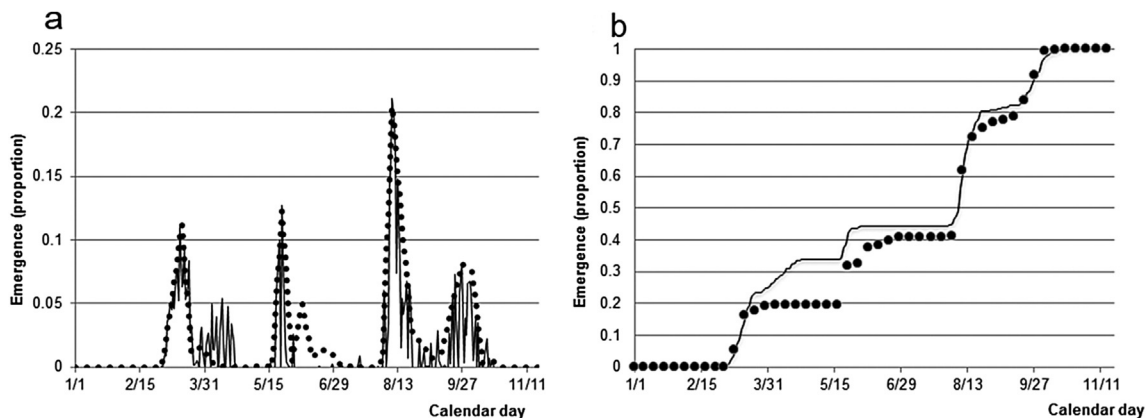 a
0.25
0.2
0.15
0.1
0.05
0
1/1 2/15 3/31 5/15 6/29 8/13 9/27 11/11
Emergence (proportion)
Calendar day
b
1
0.9
0.8
0.7
0.6
0.5
0.4
0.3
0.2
0.1
0
1/1 2/15 3/31 5/15 6/29 8/13 9/27 11/11
Emergence (proportion)
Calendar day